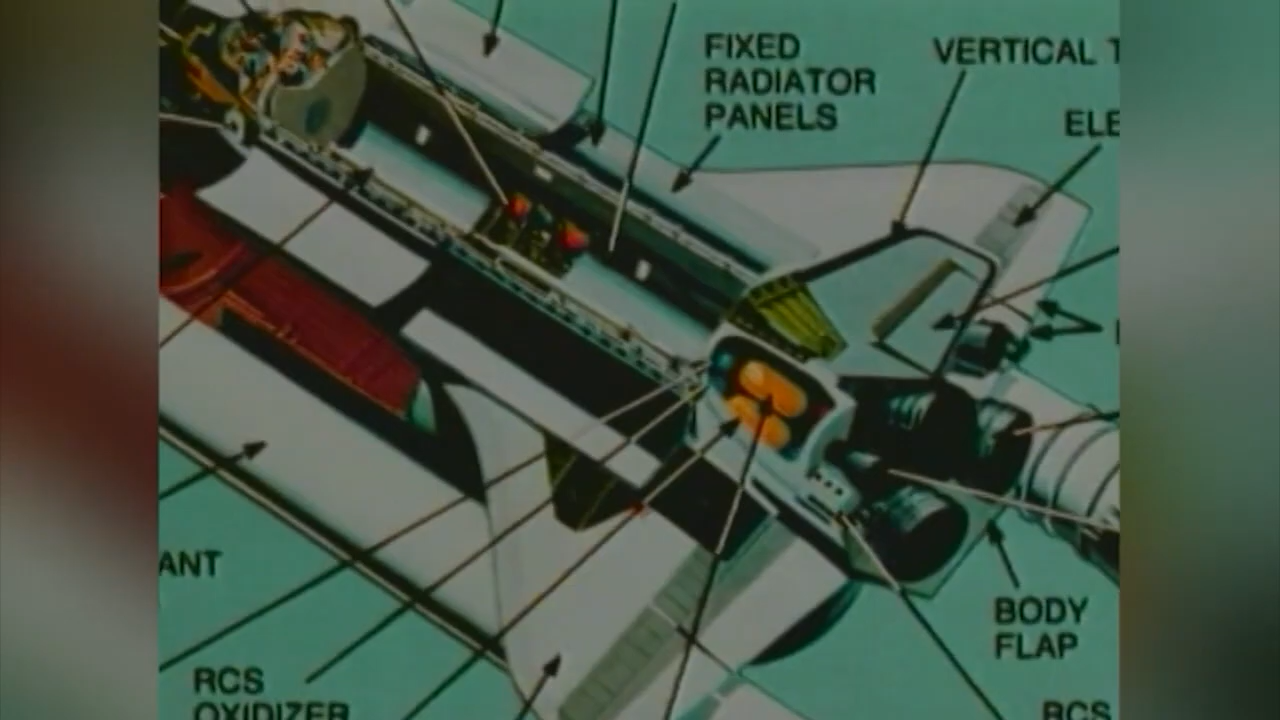 FIXED
RADIATOR
PANELS
VERTICAL T
ELE
ANT
BODY
FLAP
RCS
OXIDIZER
RCS